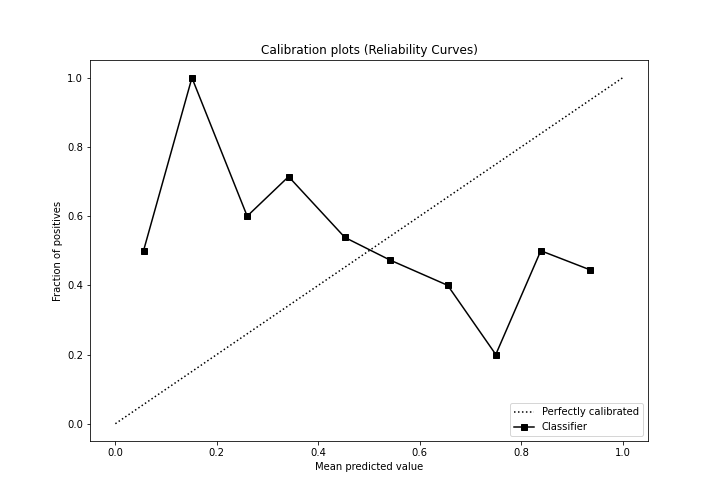 Calibration plots (Reliability Curves)
1.0
0.8
0.6
0.4
0.2
0.0
Fraction of positives
0.0 0.2 0.4 0.6 0.8 1.0
Mean predicted value
Perfectly calibrated
Classifier